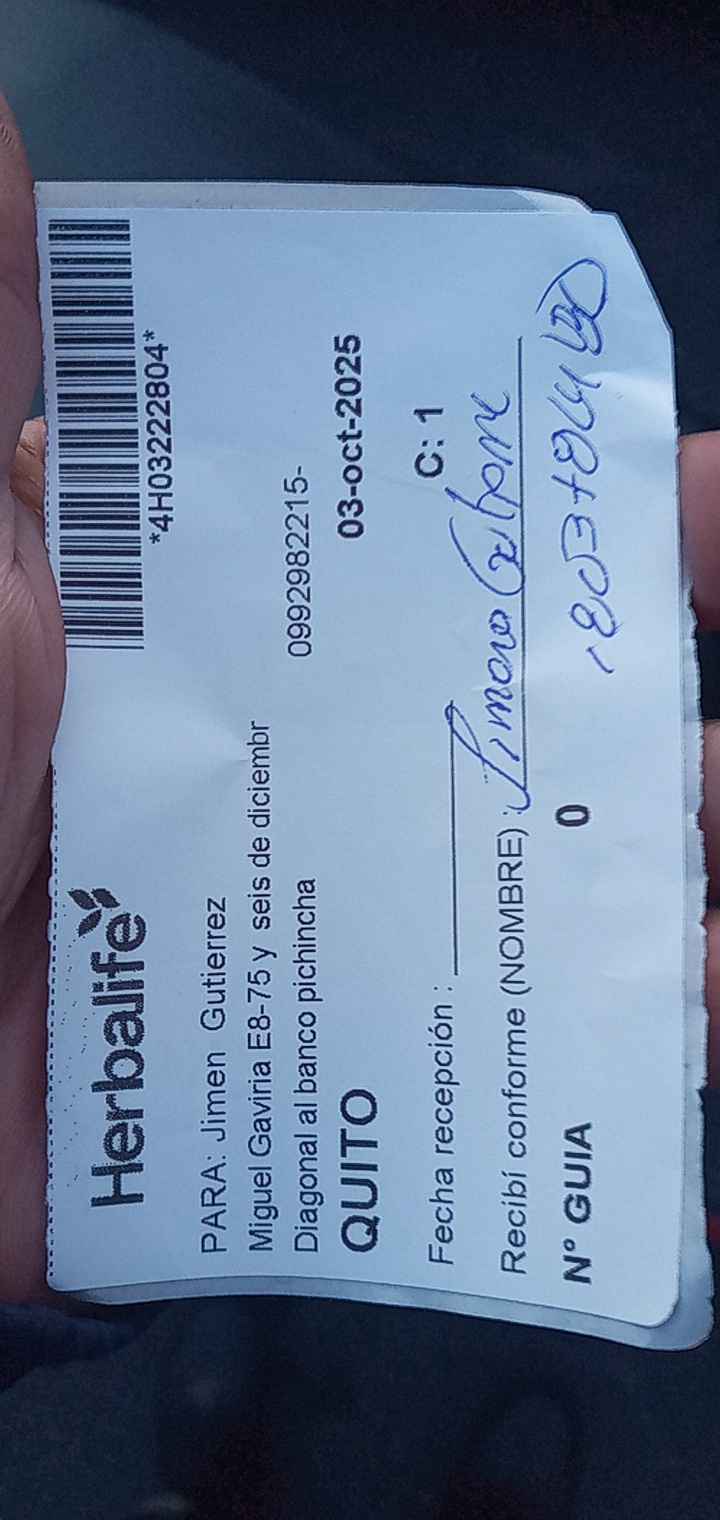 Herbalife
*4H03222804*
PARA: Jimen Gutierrez
Miguel Gaviria E8-75 y seis de diciembr
Diagonal al banco pichincha 0992982215-
QUITO 03-oct-2025
Fecha recepción : C: 1
Recibí conforme (NOMBRE) :
Nº GUIA 0